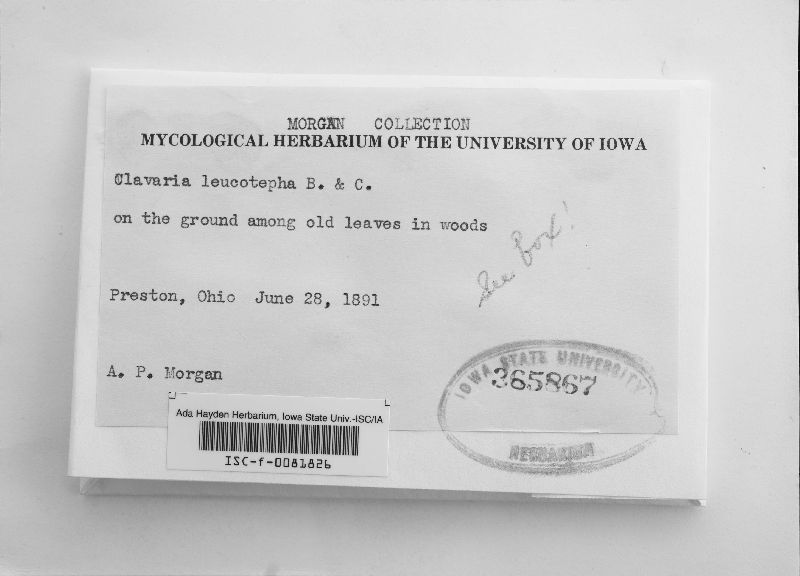 MORGAN COLLECTION
MYCOLOGICAL HERBARIUM OF THE UNIVERSITY OF IOWA
Clavaria leucotepha B. & C.
on the ground among old leaves in woods
See Box!
Preston, Ohio June 28, 1891
A. P. Morgan
IOWA STATE UNIVERSITY
365867
HERBARIUM
Ada Hayden Herbarium, Iowa State Univ.-ISC/IA
ISC-f-0081826